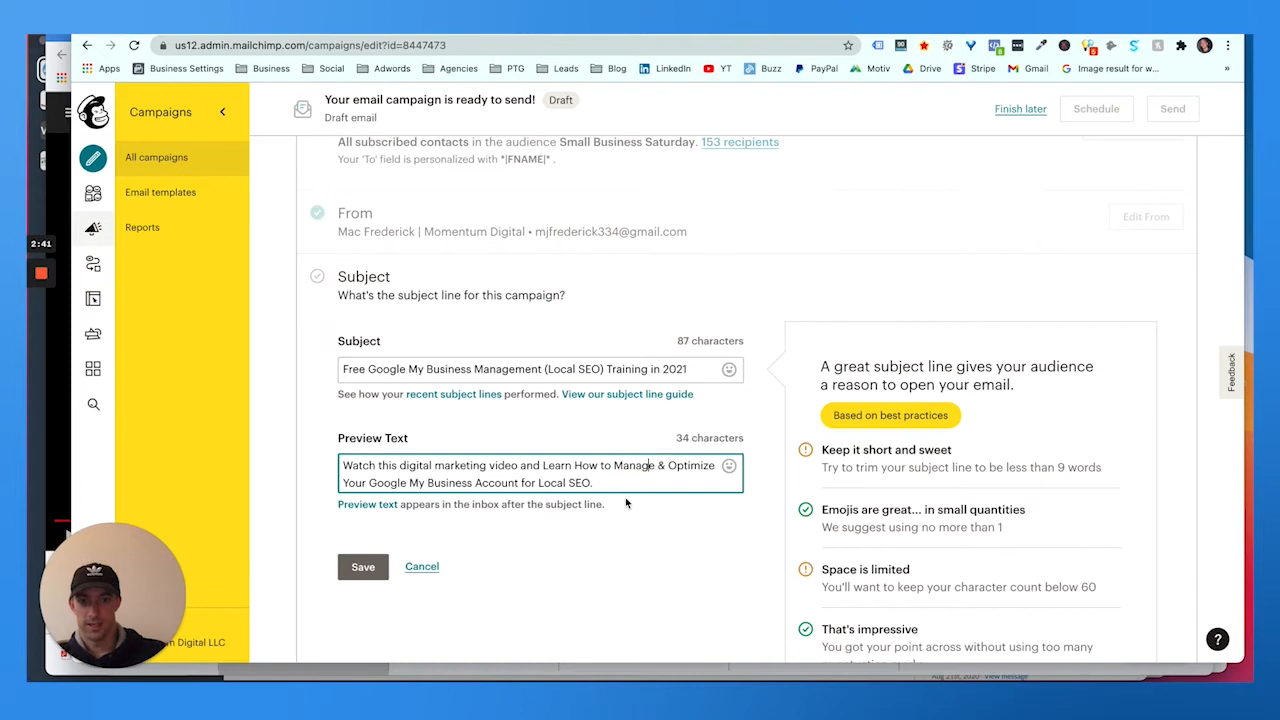 us12.admin.mailchimp.com/campaigns/edit?id=8447473
Apps
Business Settings
Business
Social
Adwords
Agencies
PTG
Leads
Blog
LinkedIn
YT
Buzz
PayPal
Motiv
Drive
Stripe
Gmail
Image result for w...
»
Campaigns
Your email campaign is ready to send!
Draft
Draft email
Finish later
Schedule
Send
All campaigns
Email templates
Reports
2:41
All subscribed contacts in the audience Small Business Saturday. 153 recipients
Your 'To' field is personalized with *|FNAME|* .
From
Mac Frederick | Momentum Digital • mjfrederick334@gmail.com
Edit From
Subject
What's the subject line for this campaign?
Subject
87 characters
Free Google My Business Management (Local SEO) Training in 2021
See how your recent subject lines performed. View our subject line guide
Preview Text
34 characters
Watch this digital marketing video and Learn How to Manage & Optimize
Your Google My Business Account for Local SEO.
Preview text appears in the inbox after the subject line.
Save
Cancel
A great subject line gives your audience
a reason to open your email.
Based on best practices
Keep it short and sweet
Try to trim your subject line to be less than 9 words
Emojis are great... in small quantities
We suggest using no more than 1
Space is limited
You'll want to keep your character count below 60
That's impressive
You got your point across without using too many
Feedback
?
m Digital LLC
Aug 21st, 2020 · View message